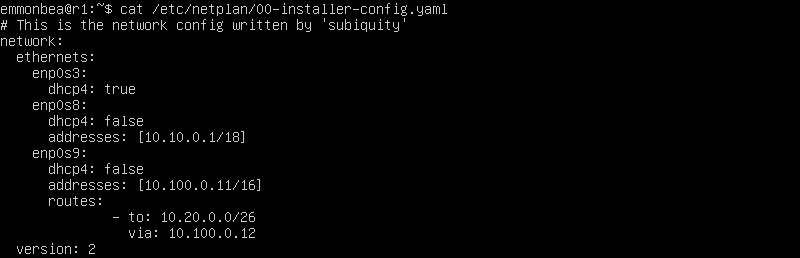 emmonbea@r1:~$ cat /etc/netplan/00-installer-config.yaml
# This is the network config written by 'subiquity'
network:
  ethernets:
    enp0s3:
      dhcp4: true
    enp0s8:
      dhcp4: false
      addresses: [10.10.0.1/18]
    enp0s9:
      dhcp4: false
      addresses: [10.100.0.11/16]
      routes:
              - to: 10.20.0.0/26
                via: 10.100.0.12
  version: 2